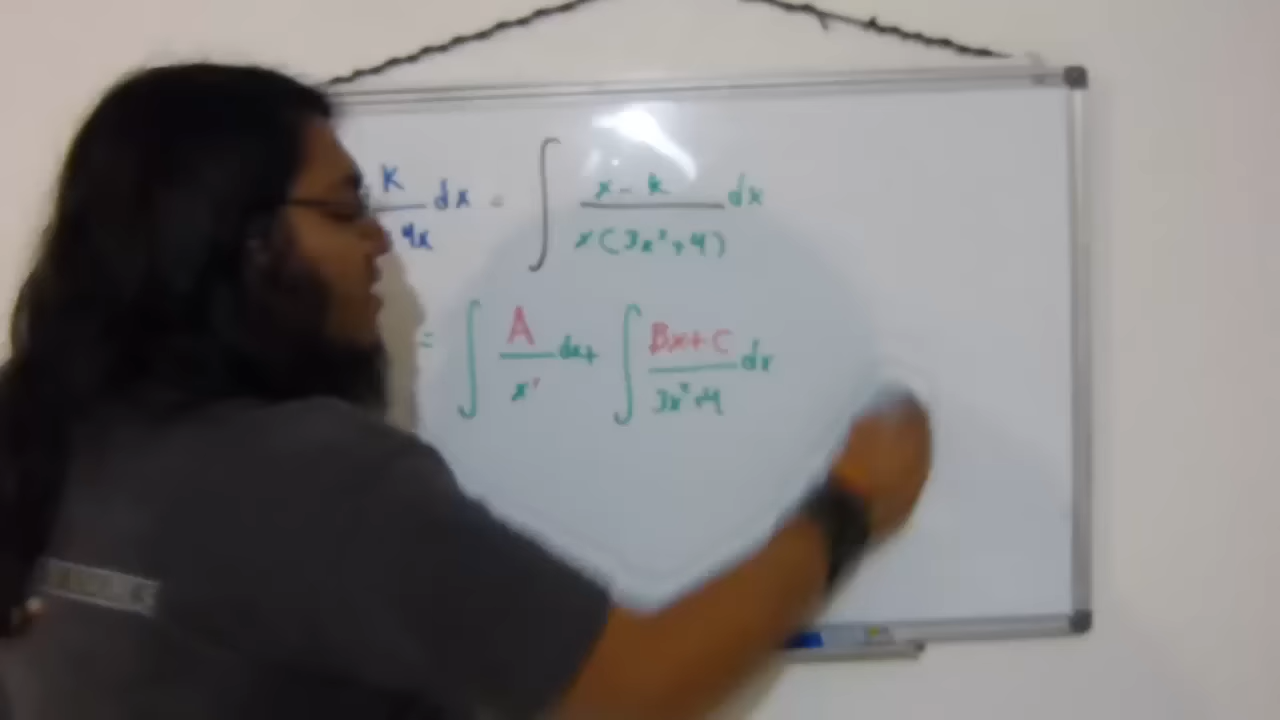 K/4x dx = ∫ x - k / x(3x²+4) dx
= ∫ A/x dx + ∫ Bx+C / 3x²+4 dx